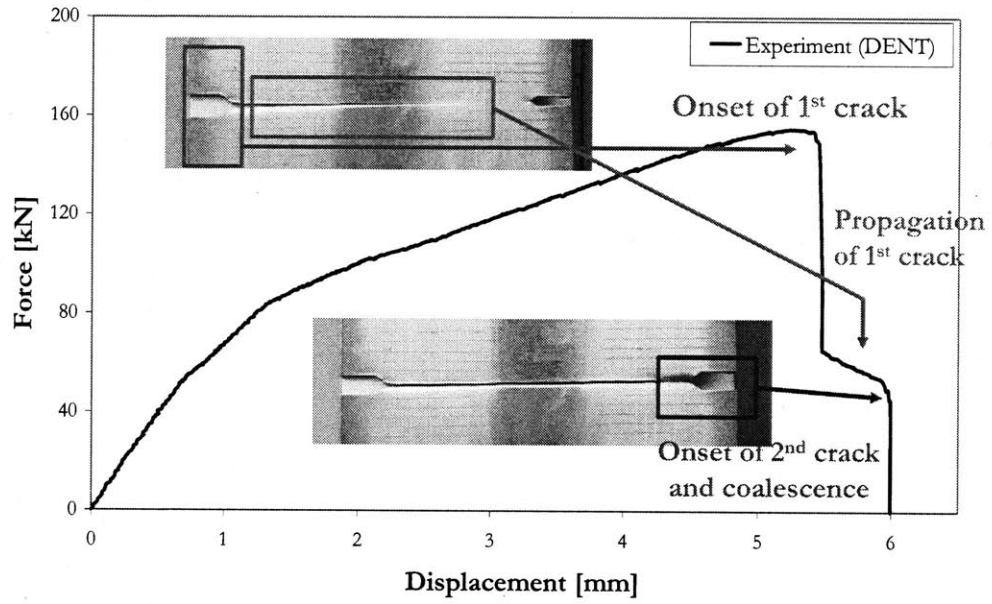 200
160
120
80
40
0
Force [kN]
Experiment (DENT)
Onset of 1st crack
Propagation
of 1st crack
Onset of 2nd crack
and coalescence
0 1 2 3 4 5 6
Displacement [mm]